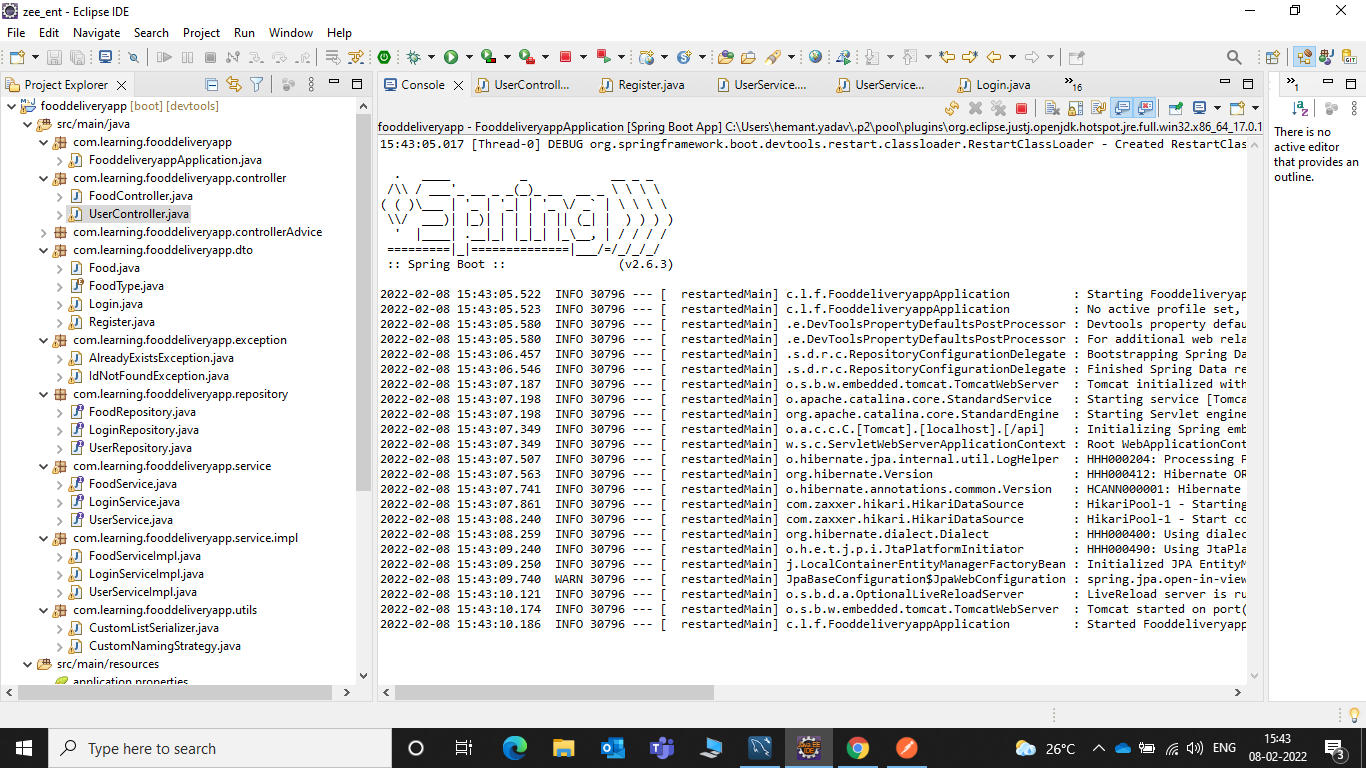 zee_ent - Eclipse IDE
File Edit Navigate Search Project Run Window Help
Project Explorer
Console
UserControll...
Register.java
UserService....
UserService...
Login.java
»16
»1
fooddeliveryapp [boot] [devtools]
src/main/java
com.learning.fooddeliveryapp
FooddeliveryappApplication.java
com.learning.fooddeliveryapp.controller
FoodController.java
UserController.java
com.learning.fooddeliveryapp.controllerAdvice
com.learning.fooddeliveryapp.dto
Food.java
FoodType.java
Login.java
Register.java
com.learning.fooddeliveryapp.exception
AlreadyExistsException.java
IdNotFoundException.java
com.learning.fooddeliveryapp.repository
FoodRepository.java
LoginRepository.java
UserRepository.java
com.learning.fooddeliveryapp.service
FoodService.java
LoginService.java
UserService.java
com.learning.fooddeliveryapp.service.impl
FoodServiceImpl.java
LoginServiceImpl.java
UserServiceImpl.java
com.learning.fooddeliveryapp.utils
CustomListSerializer.java
CustomNamingStrategy.java
src/main/resources
application.properties
fooddeliveryapp - FooddeliveryappApplication [Spring Boot App] C:\Users\hemant.yadav\.p2\pool\plugins\org.eclipse.justj.openjdk.hotspot.jre.full.win32.x86_64_17.0.1
15:43:05.017 [Thread-0] DEBUG org.springframework.boot.devtools.restart.classloader.RestartClassLoader - Created RestartClas
Spring
:: Spring Boot :: (v2.6.3)
2022-02-08 15:43:05.522 INFO 30796 --- [ restartedMain] c.l.f.FooddeliveryappApplication : Starting Fooddeliveryap
2022-02-08 15:43:05.523 INFO 30796 --- [ restartedMain] c.l.f.FooddeliveryappApplication : No active profile set,
2022-02-08 15:43:05.580 INFO 30796 --- [ restartedMain] .e.DevToolsPropertyDefaultsPostProcessor : Devtools property defau
2022-02-08 15:43:05.580 INFO 30796 --- [ restartedMain] .e.DevToolsPropertyDefaultsPostProcessor : For additional web rela
2022-02-08 15:43:06.457 INFO 30796 --- [ restartedMain] .s.d.r.c.RepositoryConfigurationDelegate : Bootstrapping Spring Da
2022-02-08 15:43:06.546 INFO 30796 --- [ restartedMain] .s.d.r.c.RepositoryConfigurationDelegate : Finished Spring Data re
2022-02-08 15:43:07.187 INFO 30796 --- [ restartedMain] o.s.b.w.embedded.tomcat.TomcatWebServer : Tomcat initialized with
2022-02-08 15:43:07.198 INFO 30796 --- [ restartedMain] o.apache.catalina.core.StandardService : Starting service [Tomca
2022-02-08 15:43:07.198 INFO 30796 --- [ restartedMain] org.apache.catalina.core.StandardEngine : Starting Servlet engine
2022-02-08 15:43:07.349 INFO 30796 --- [ restartedMain] o.a.c.c.C.[Tomcat].[localhost].[/api] : Initializing Spring emb
2022-02-08 15:43:07.349 INFO 30796 --- [ restartedMain] w.s.c.ServletWebServerApplicationContext : Root WebApplicationCont
2022-02-08 15:43:07.507 INFO 30796 --- [ restartedMain] o.hibernate.jpa.internal.util.LogHelper : HHH000204: Processing P
2022-02-08 15:43:07.563 INFO 30796 --- [ restartedMain] org.hibernate.Version : HHH000412: Hibernate OR
2022-02-08 15:43:07.741 INFO 30796 --- [ restartedMain] o.hibernate.annotations.common.Version : HCANN000001: Hibernate
2022-02-08 15:43:07.861 INFO 30796 --- [ restartedMain] com.zaxxer.hikari.HikariDataSource : HikariPool-1 - Starting
2022-02-08 15:43:08.240 INFO 30796 --- [ restartedMain] com.zaxxer.hikari.HikariDataSource : HikariPool-1 - Start co
2022-02-08 15:43:08.259 INFO 30796 --- [ restartedMain] org.hibernate.dialect.Dialect : HHH000400: Using dialec
2022-02-08 15:43:09.240 INFO 30796 --- [ restartedMain] o.h.e.t.j.p.i.JtaPlatformInitiator : HHH000490: Using JtaPla
2022-02-08 15:43:09.250 INFO 30796 --- [ restartedMain] j.LocalContainerEntityManagerFactoryBean : Initialized JPA EntityM
2022-02-08 15:43:09.740 WARN 30796 --- [ restartedMain] JpaBaseConfiguration$JpaWebConfiguration : spring.jpa.open-in-view
2022-02-08 15:43:10.121 INFO 30796 --- [ restartedMain] o.s.b.d.a.OptionalLiveReloadServer : LiveReload server is ru
2022-02-08 15:43:10.174 INFO 30796 --- [ restartedMain] o.s.b.w.embedded.tomcat.TomcatWebServer : Tomcat started on port(
2022-02-08 15:43:10.186 INFO 30796 --- [ restartedMain] c.l.f.FooddeliveryappApplication : Started Fooddeliveryapp
There is no
active editor
that provides an
outline.
Type here to search
26°C
ENG
15:43
08-02-2022
3